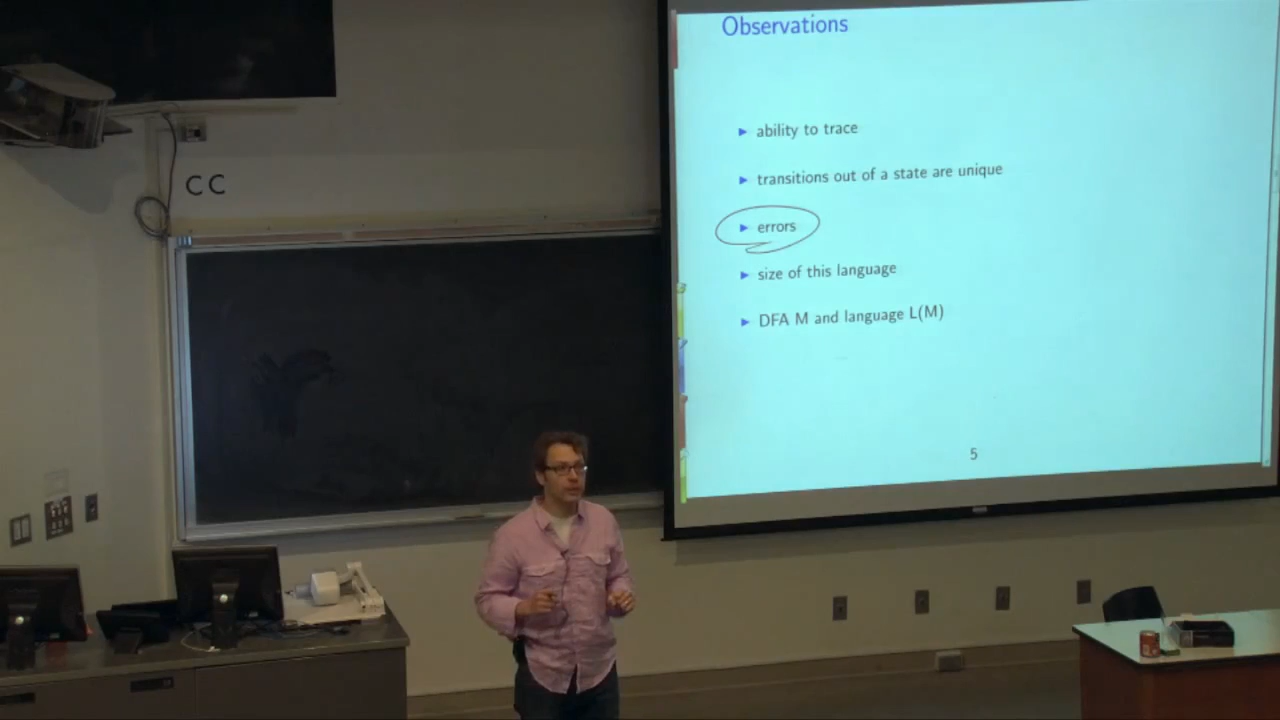 Observations
▶ ability to trace
▶ transitions out of a state are unique
▶ errors
▶ size of this language
▶ DFA M and language L(M)
5
CC